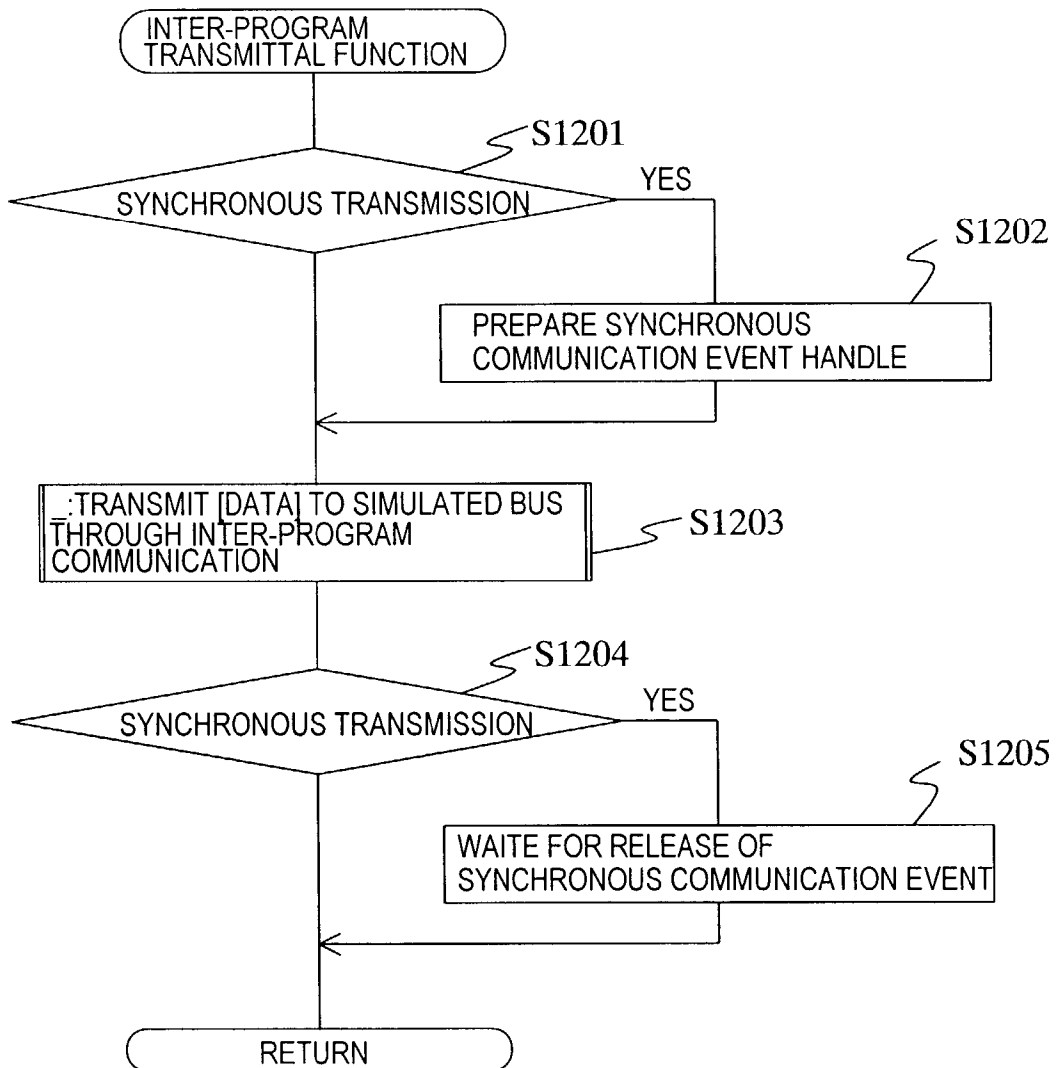 INTER-PROGRAM
TRANSMITTAL FUNCTION
S1201
SYNCHRONOUS TRANSMISSION
YES
S1202
PREPARE SYNCHRONOUS
COMMUNICATION EVENT HANDLE
_:TRANSMIT [DATA] TO SIMULATED BUS
THROUGH INTER-PROGRAM
COMMUNICATION
S1203
S1204
SYNCHRONOUS TRANSMISSION
YES
S1205
WAITE FOR RELEASE OF
SYNCHRONOUS COMMUNICATION EVENT
RETURN